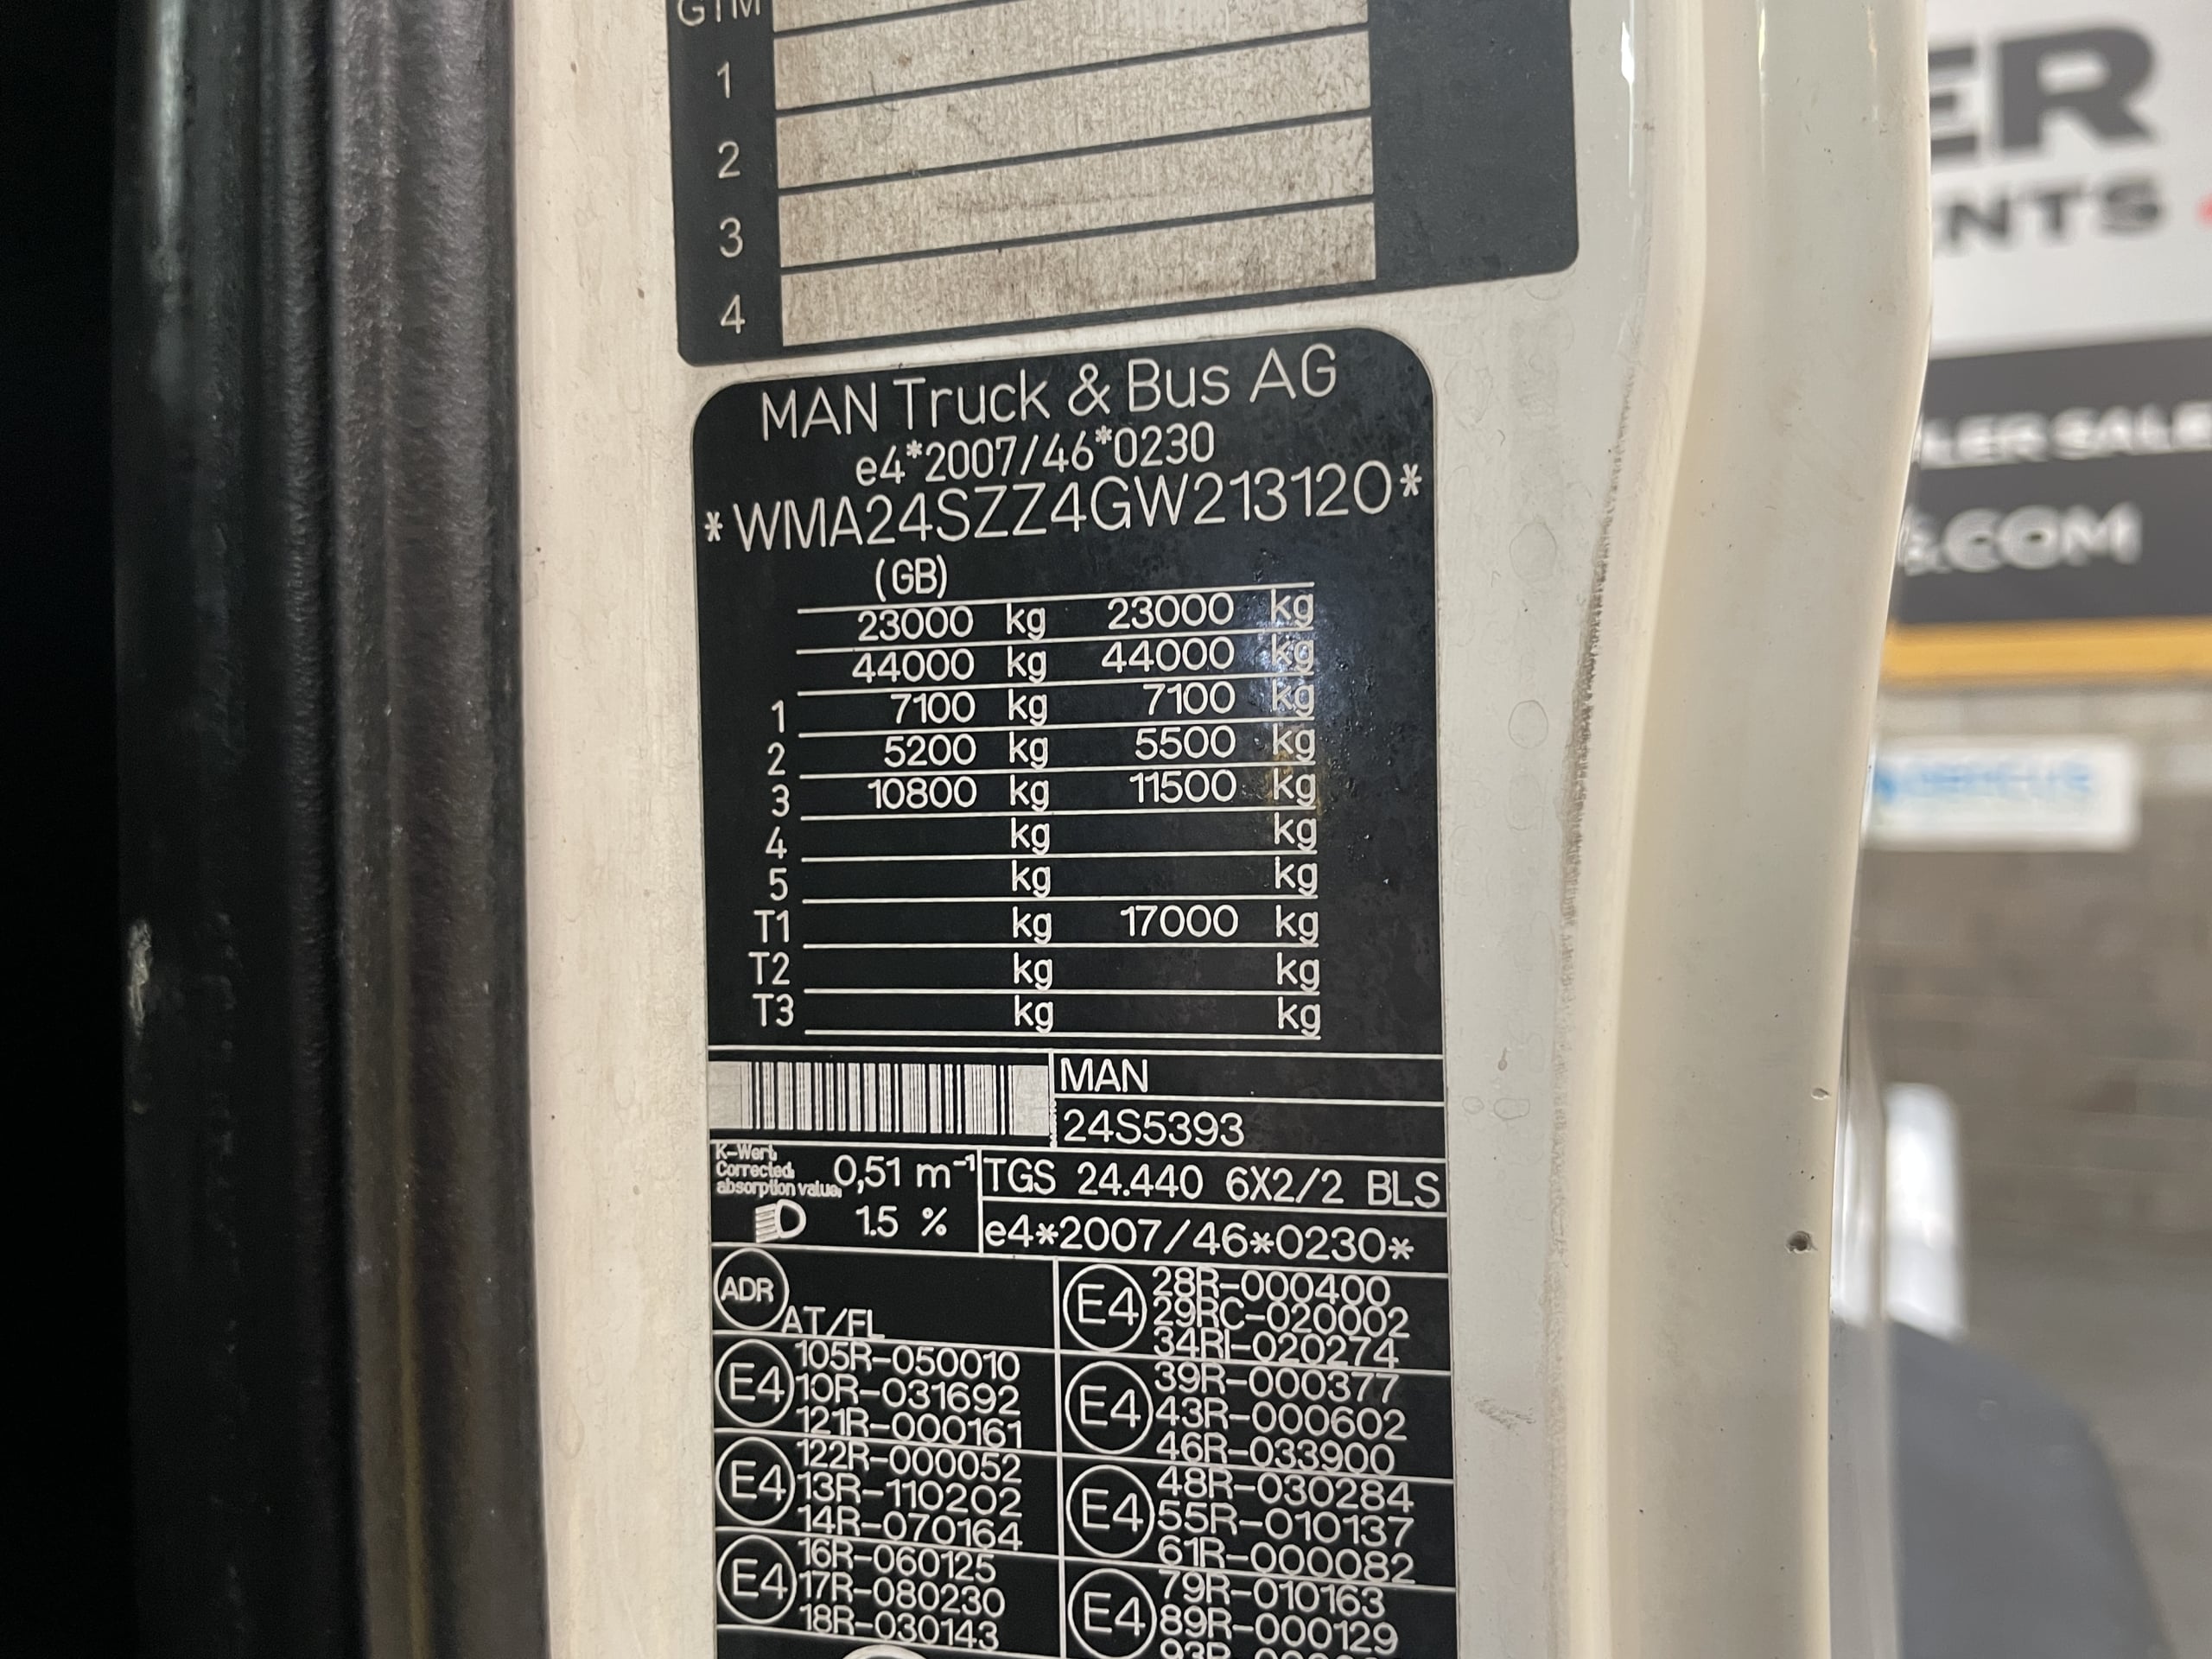 GTM
1
2
3
4
MAN Truck & Bus AG
e4*2007/46*0230
*WMA24SZZ4GW213120*
(GB)
23000 kg 23000 kg
44000 kg 44000 kg
1 7100 kg 7100 kg
2 5200 kg 5500 kg
3 10800 kg 11500 kg
4 kg kg
5 kg kg
T1 kg 17000 kg
T2 kg kg
T3 kg kg
MAN
24S5393
K-Wert
Corrected
absorption value
0,51 m⁻¹
TGS 24.440 6X2/2 BLS
1.5 %
e4*2007/46*0230*
ADR
AT/FL
E4
105R-050010
10R-031692
121R-000161
E4
122R-000052
13R-110202
14R-070164
E4
16R-060125
17R-080230
18R-030143
E4
28R-000400
29RC-020002
34RI-020274
E4
39R-000377
43R-000602
46R-033900
E4
48R-030284
55R-010137
61R-000082
E4
79R-010163
89R-000129
ER
NTS
LER SALE
.COM